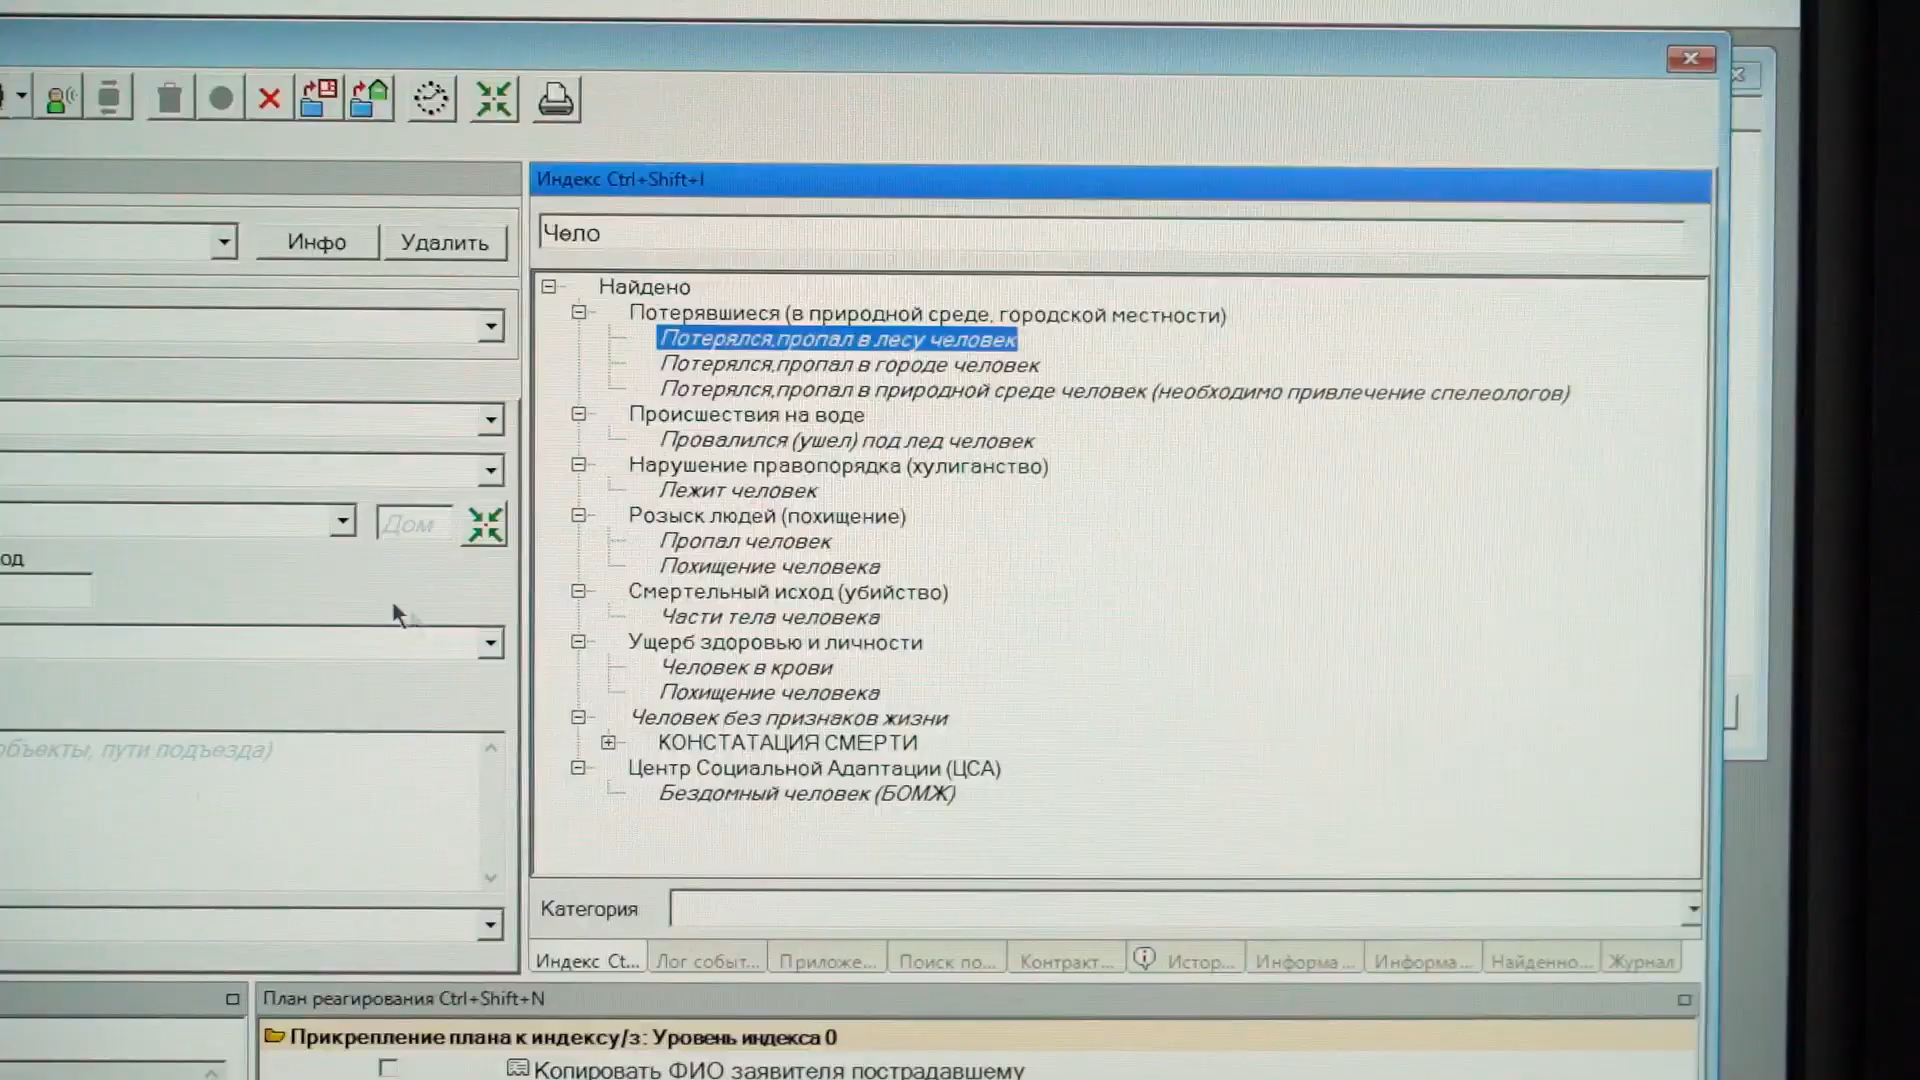 Индекс Ctrl+Shift+I
Инфо
Удалить
Чело
Найдено
Потерявшиеся (в природной среде, городской местности)
Потерялся,пропал в лесу человек
Потерялся,пропал в городе человек
Потерялся,пропал в природной среде человек (необходимо привлечение спелеологов)
Происшествия на воде
Провалился (ушел) под лед человек
Нарушение правопорядка (хулиганство)
Лежит человек
Дом
Розыск людей (похищение)
Пропал человек
од
Похищение человека
Смертельный исход (убийство)
Части тела человека
Ущерб здоровью и личности
Человек в крови
Похищение человека
Человек без признаков жизни
объекты, пути подъезда)
КОНСТАТАЦИЯ СМЕРТИ
Центр Социальной Адаптации (ЦСА)
Бездомный человек (БОМЖ)
Категория
Индекс Ct...
Лог событ...
Приложе...
Поиск по...
Контракт...
Истор...
Информа...
Информа...
Найденно...
Журнал
План реагирования Ctrl+Shift+N
Прикрепление плана к индексу/з: Уровень индекса 0
Копировать ФИО заявителя пострадавшему